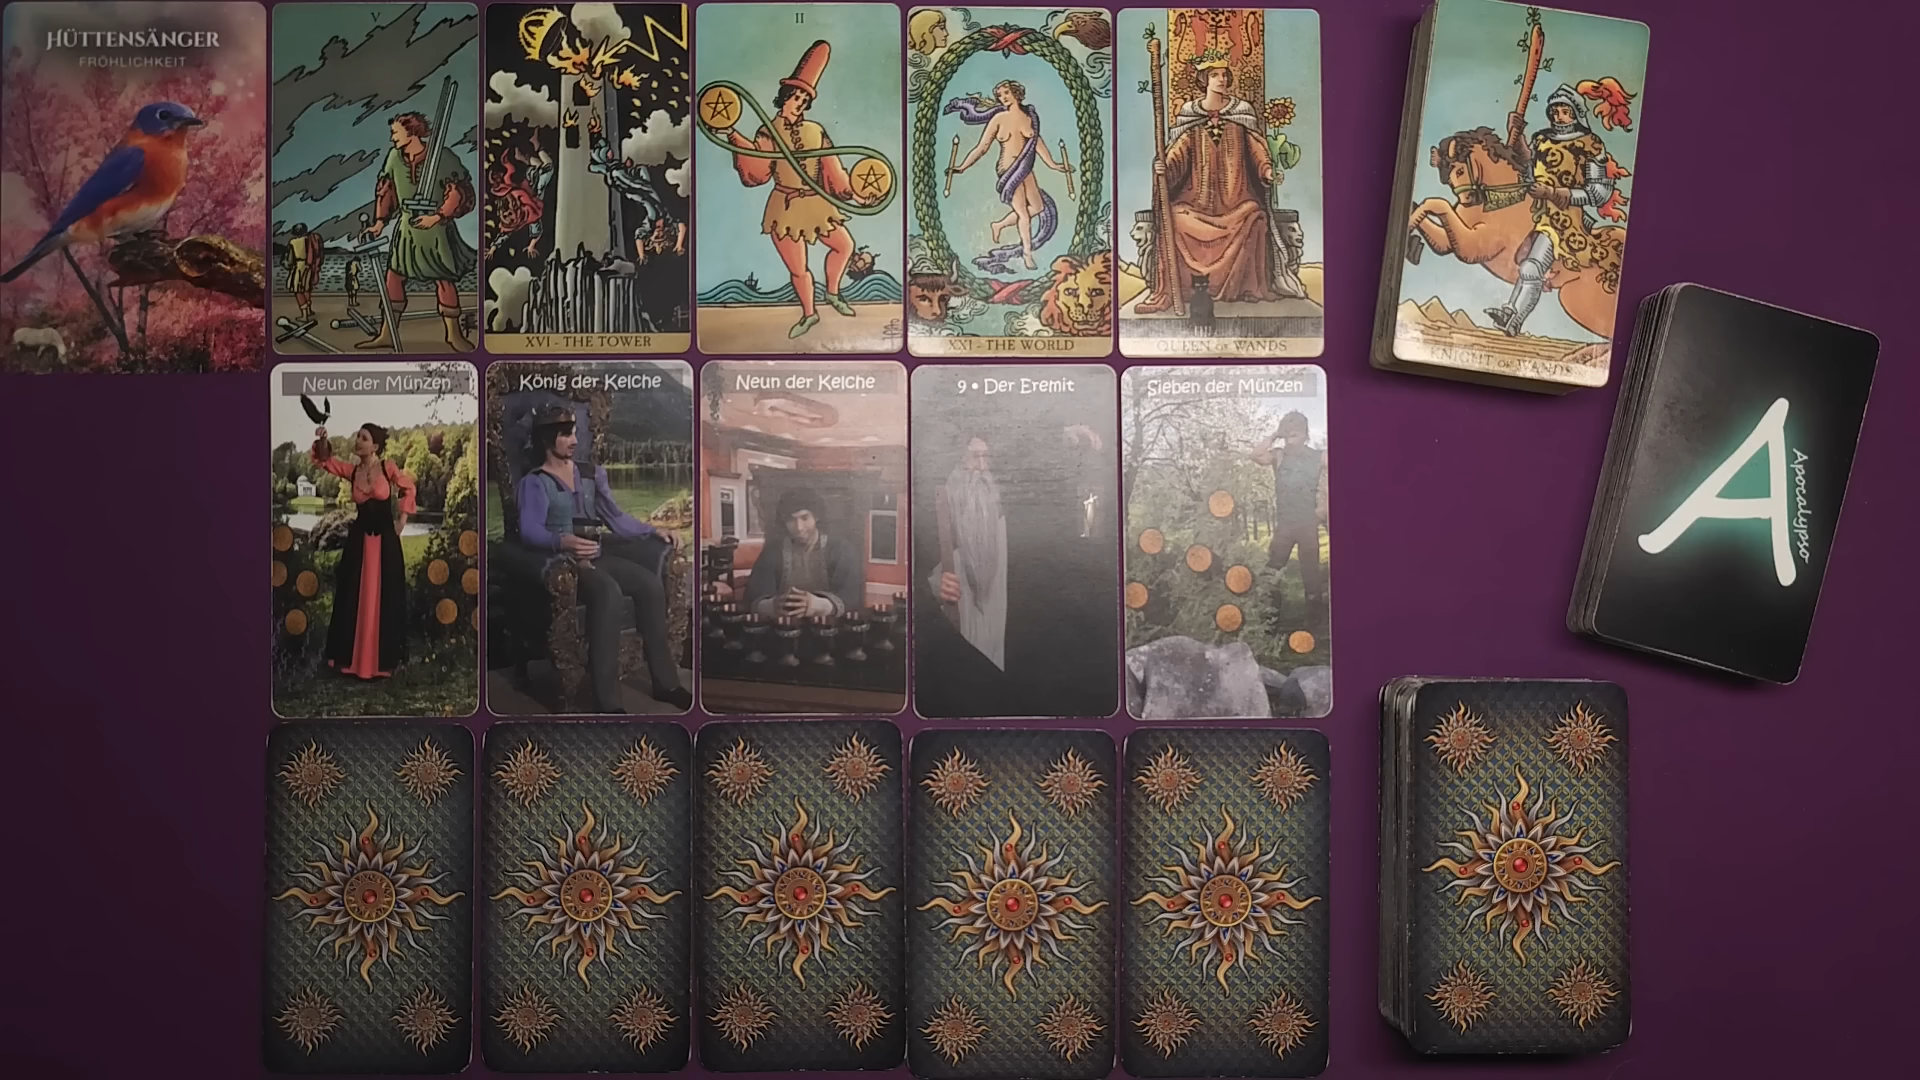 HÜTTENSÄNGER
FRÖHLICHKEIT
V
XVI - THE TOWER
II
XXI - THE WORLD
QUEEN OF WANDS
KNIGHT OF WANDS
Neun der Münzen
König der Kelche
Neun der Kelche
9 • Der Eremit
Sieben der Münzen
A
Apocalypso